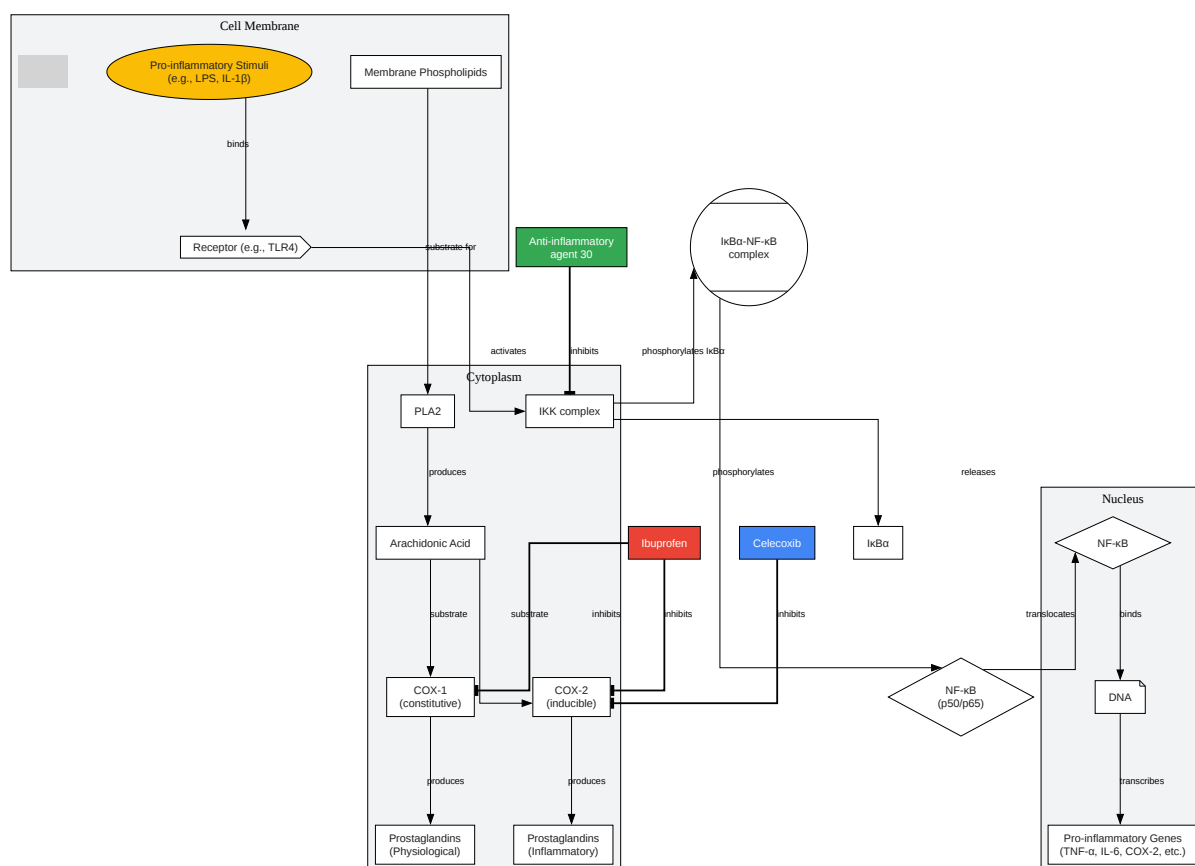 Cell Membrane
Pro-inflammatory Stimuli
(e.g., LPS, IL-1β)
Membrane Phospholipids
binds
Receptor (e.g., TLR4)
substrate for
Anti-inflammatory
agent 30
IκBα-NF-κB
complex
activates
inhibits
phosphorylates IκBα
Cytoplasm
PLA2
IKK complex
produces
phosphorylates
releases
Nucleus
Arachidonic Acid
Ibuprofen
Celecoxib
IκBα
NF-κB
substrate
substrate
inhibits
inhibits
inhibits
translocates
binds
COX-1
(constitutive)
COX-2
(inducible)
NF-κB
(p50/p65)
DNA
produces
produces
transcribes
Prostaglandins
(Physiological)
Prostaglandins
(Inflammatory)
Pro-inflammatory Genes
(TNF-α, IL-6, COX-2, etc.)